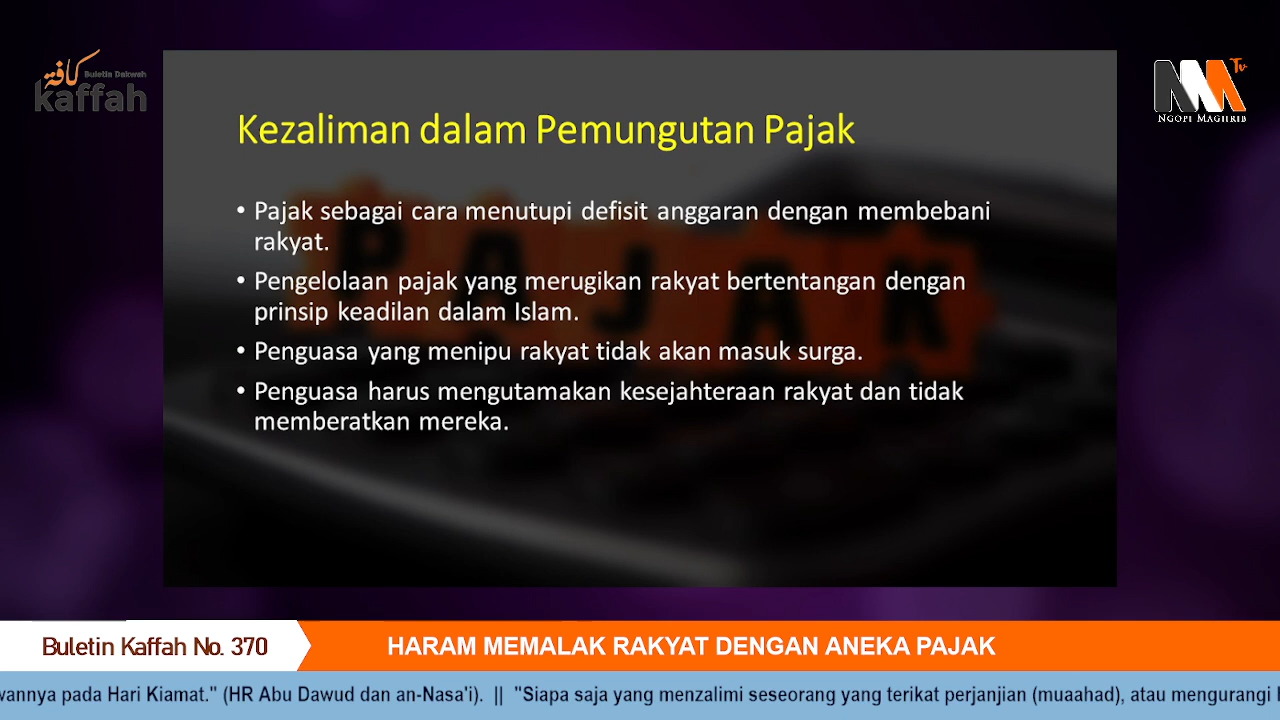 كافة
Buletin Dakwah
kaffah
TV
NGOPI MAGHRIB
Kezaliman dalam Pemungutan Pajak
• Pajak sebagai cara menutupi defisit anggaran dengan membebani
rakyat.
• Pengelolaan pajak yang merugikan rakyat bertentangan dengan
prinsip keadilan dalam Islam.
• Penguasa yang menipu rakyat tidak akan masuk surga.
• Penguasa harus mengutamakan kesejahteraan rakyat dan tidak
memberatkan mereka.
PAJAK
Buletin Kaffah No. 370
HARAM MEMALAK RAKYAT DENGAN ANEKA PAJAK
wannya pada Hari Kiamat." (HR Abu Dawud dan an-Nasa'i). || "Siapa saja yang menzalimi seseorang yang terikat perjanjian (muaahad), atau mengurangi